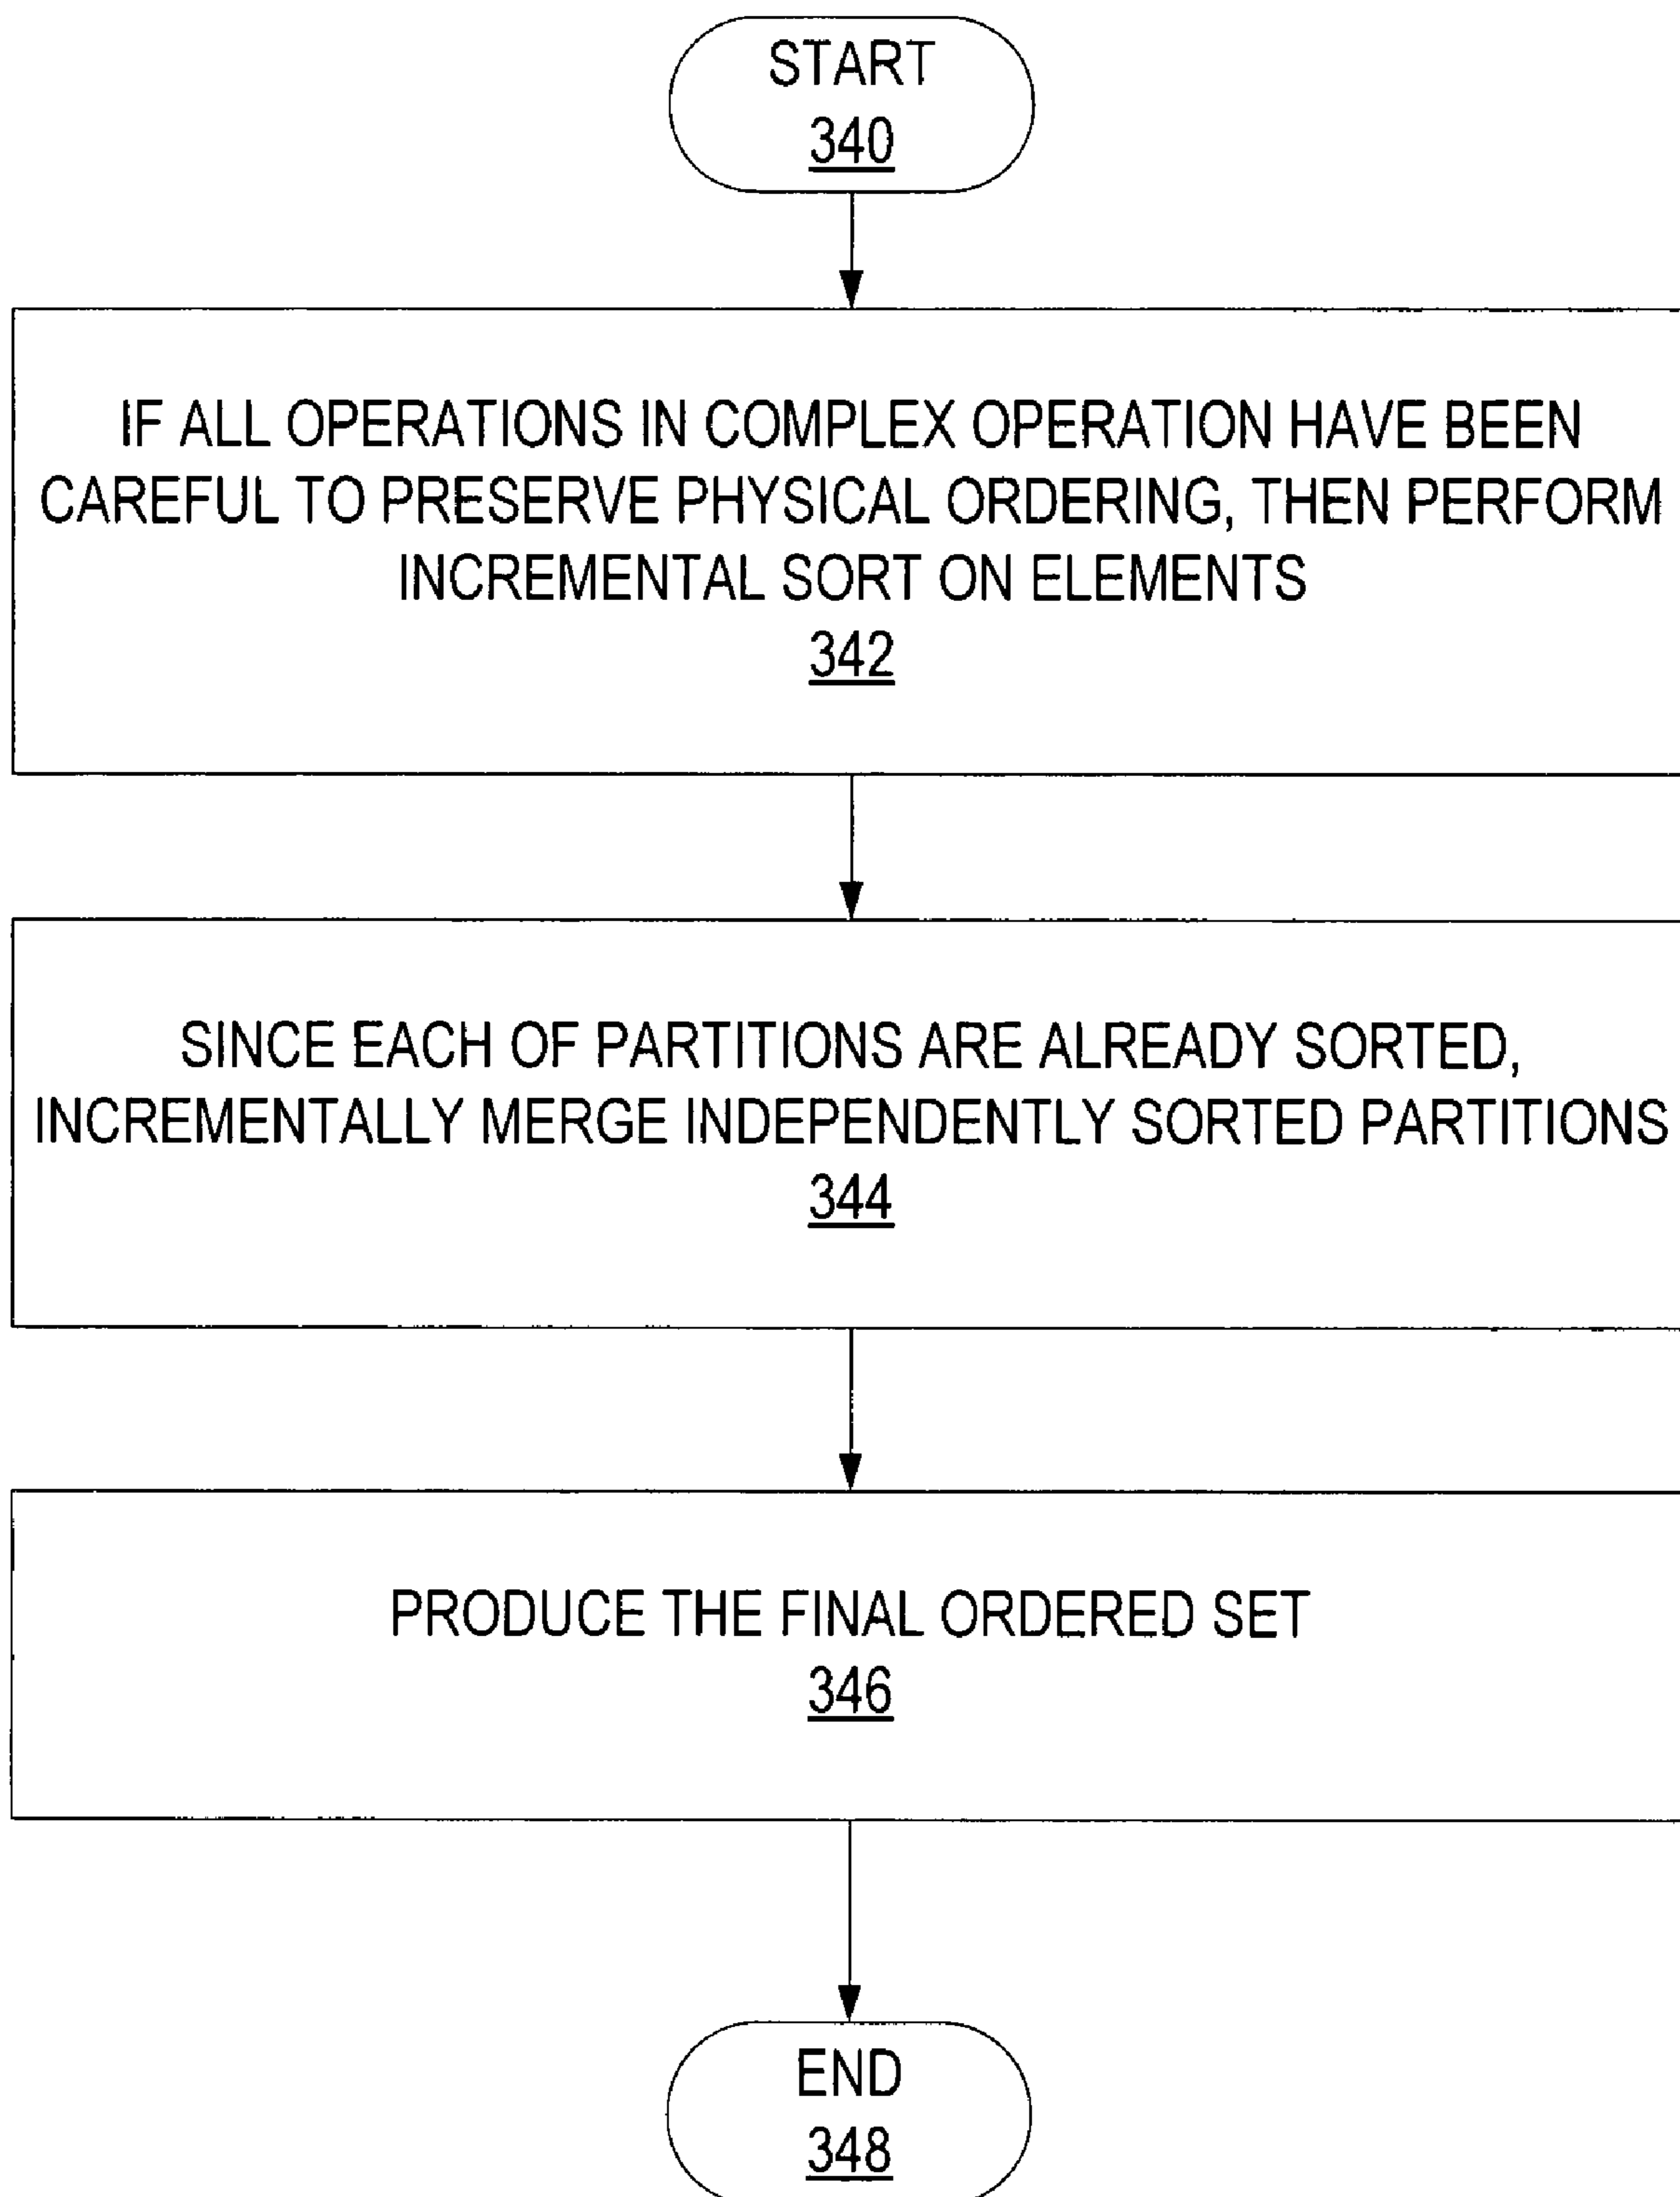 START
340
IF ALL OPERATIONS IN COMPLEX OPERATION HAVE BEEN
CAREFUL TO PRESERVE PHYSICAL ORDERING, THEN PERFORM
INCREMENTAL SORT ON ELEMENTS
342
SINCE EACH OF PARTITIONS ARE ALREADY SORTED,
INCREMENTALLY MERGE INDEPENDENTLY SORTED PARTITIONS
344
PRODUCE THE FINAL ORDERED SET
346
END
348